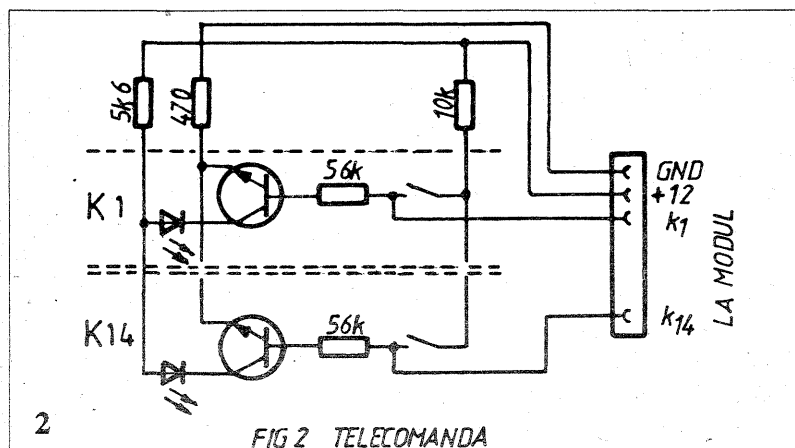 5k6
470
10k
K1
56k
GND
+12
k1
K14
56k
k14
LA MODUL
2
FIG 2 TELECOMANDA